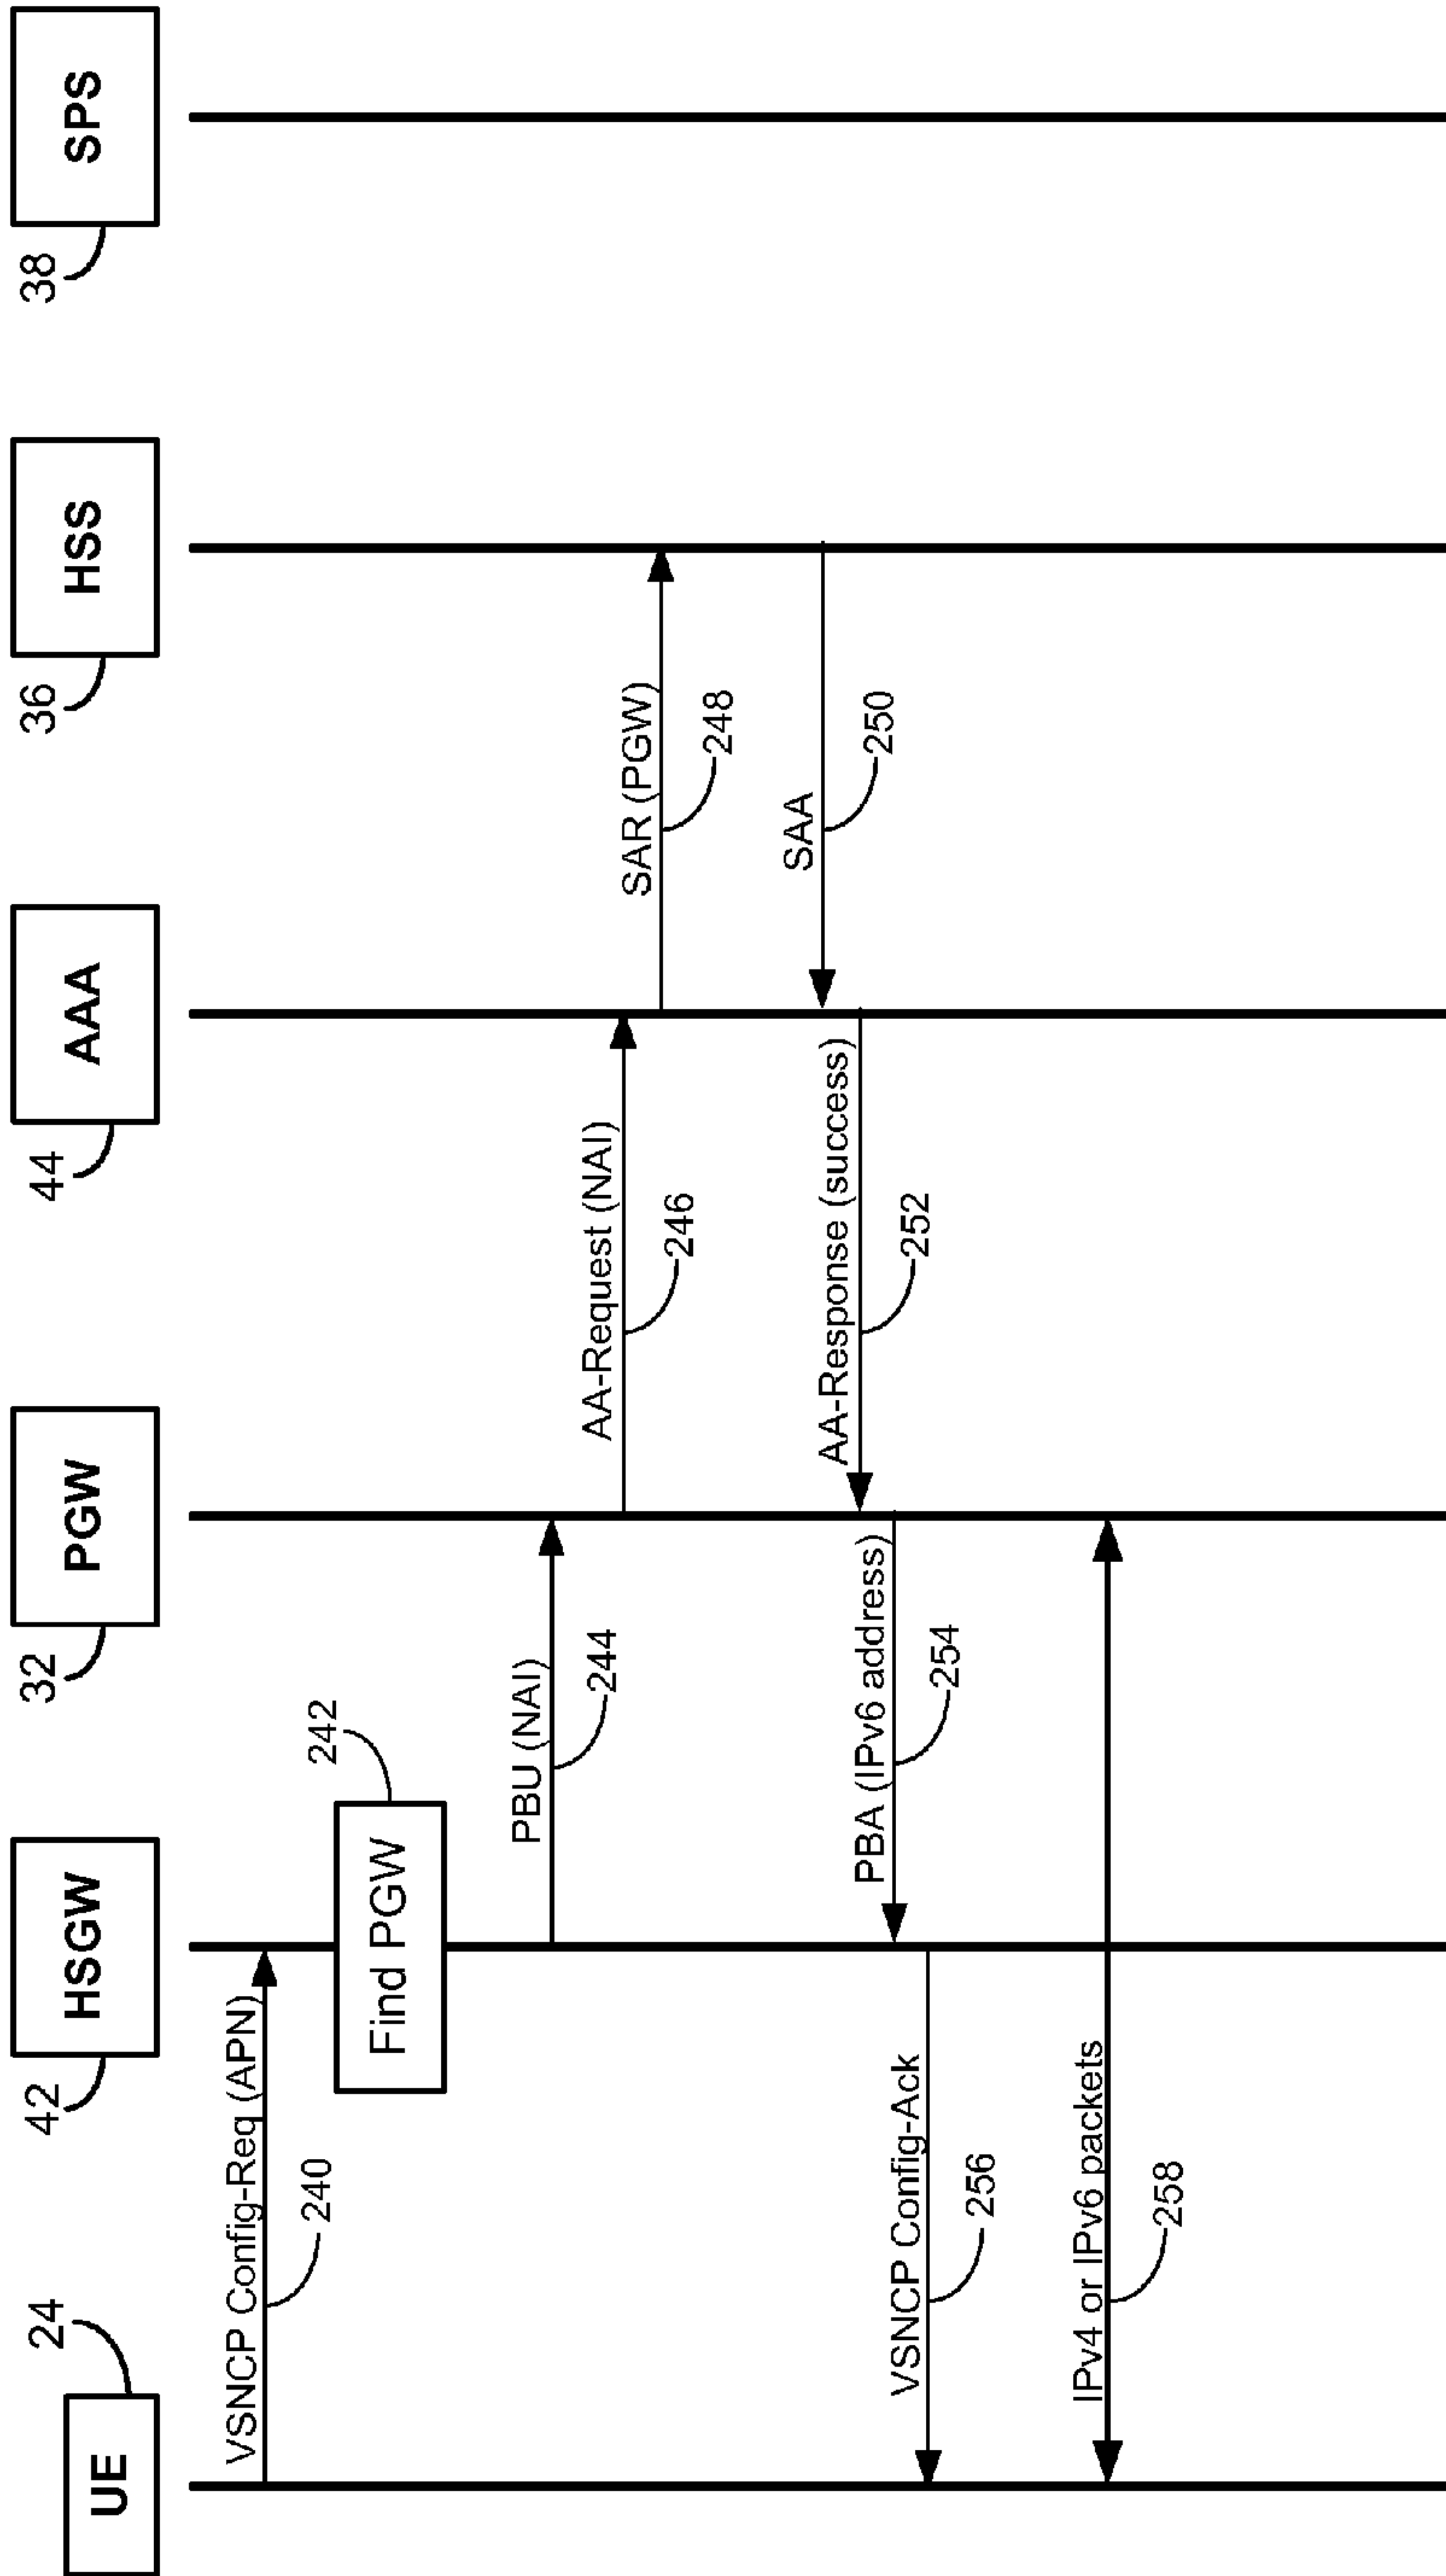 UE
24
HSGW
42
PGW
32
AAA
44
HSS
36
SPS
38
VSNCP Config-Req (APN)
240
Find PGW
242
PBU (NAI)
244
AA-Request (NAI)
246
SAR (PGW)
248
SAA
250
AA-Response (success)
252
PBA (IPv6 address)
254
VSNCP Config-Ack
256
IPv4 or IPv6 packets
258